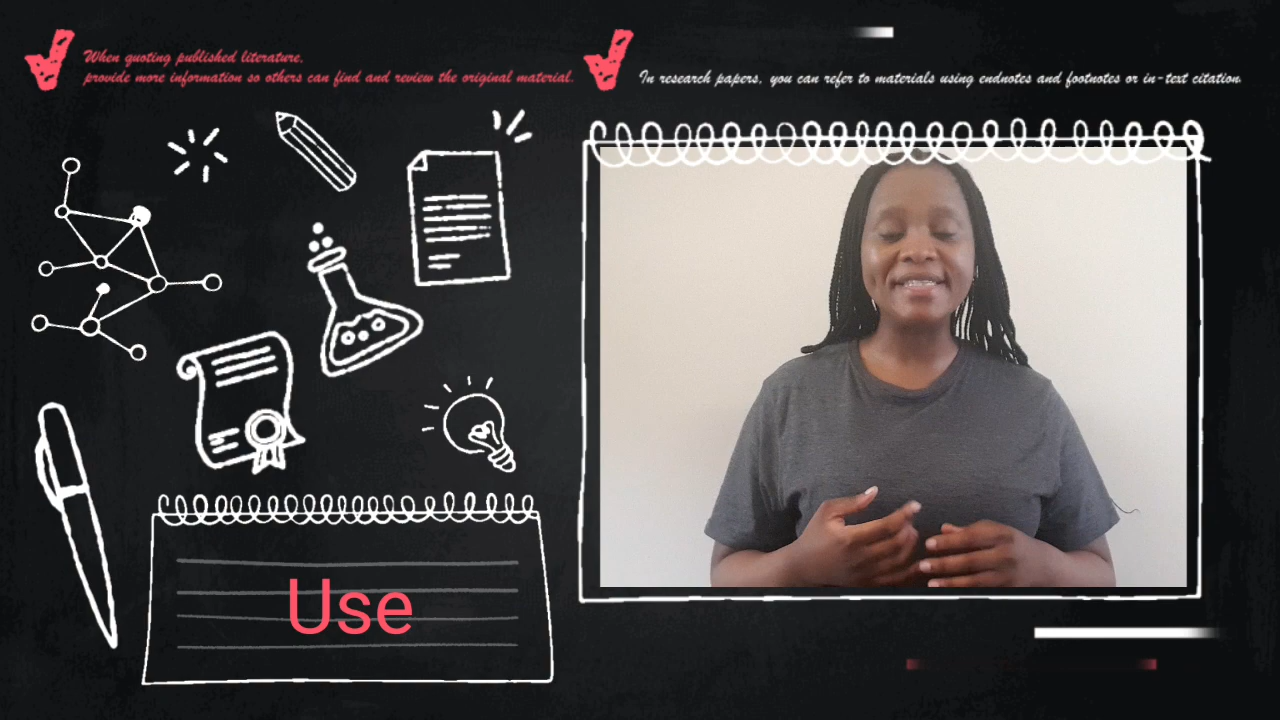 When quoting published literature,
provide more information so others can find and review the original material.
In research papers, you can refer to materials using endnotes and footnotes or in-text citation
Use